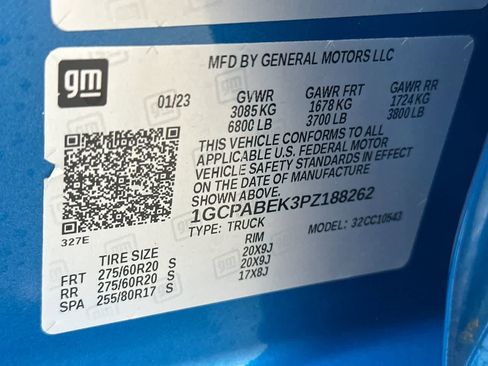 gm
MFD BY GENERAL MOTORS LLC
01/23 GVWR GAWR FRT GAWR RR
3085 KG 1678 KG 1724 KG
6800 LB 3700 LB 3800 LB
THIS VEHICLE CONFORMS TO ALL
APPLICABLE U.S. FEDERAL MOTOR
VEHICLE SAFETY STANDARDS IN EFFECT
ON THE DATE OF MANUFACTURE
SHOWN ABOVE.
1GCPABEK3PZ188262
TYPE: TRUCK MODEL: 32CC10543
327E
TIRE SIZE RIM
FRT 275/60R20 S 20X9J
RR 275/60R20 S 20X9J
SPA 255/80R17 S 17X8J